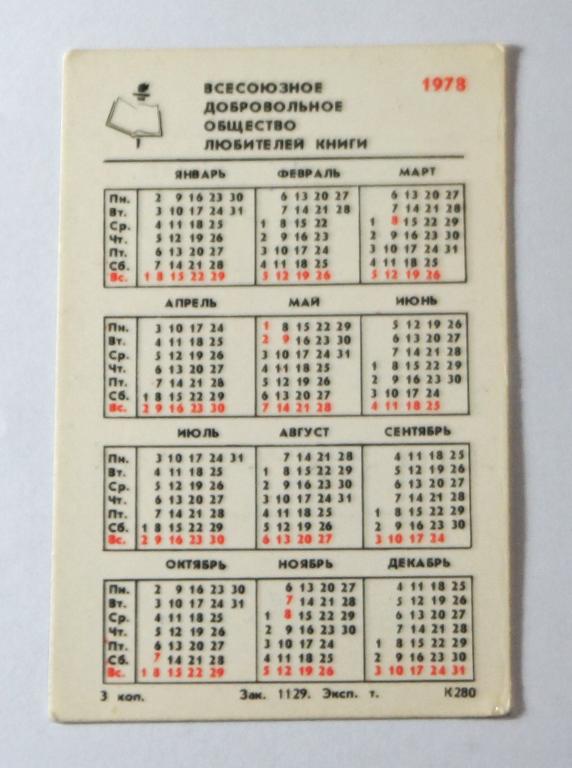 ВСЕСОЮЗНОЕ 1978
ДОБРОВОЛЬНОЕ
ОБЩЕСТВО
ЛЮБИТЕЛЕЙ КНИГИ
ЯНВАРЬ ФЕВРАЛЬ МАРТ
Пн. 2 9 16 23 30 6 13 20 27 6 13 20 27
Вт. 3 10 17 24 31 7 14 21 28 7 14 21 28
Ср. 4 11 18 25 1 8 15 22 1 8 15 22 29
Чт. 5 12 19 26 2 9 16 23 2 9 16 23 30
Пт. 6 13 20 27 3 10 17 24 3 10 17 24 31
Сб. 7 14 21 28 4 11 18 25 4 11 18 25
Вс. 1 8 15 22 29 5 12 19 26 5 12 19 26
АПРЕЛЬ МАЙ ИЮНЬ
Пн. 3 10 17 24 1 8 15 22 29 5 12 19 26
Вт. 4 11 18 25 2 9 16 23 30 6 13 20 27
Ср. 5 12 19 26 3 10 17 24 31 7 14 21 28
Чт. 6 13 20 27 4 11 18 25 1 8 15 22 29
Пт. 7 14 21 28 5 12 19 26 2 9 16 23 30
Сб. 1 8 15 22 29 6 13 20 27 3 10 17 24
Вс. 2 9 16 23 30 7 14 21 28 4 11 18 25
ИЮЛЬ АВГУСТ СЕНТЯБРЬ
Пн. 3 10 17 24 31 7 14 21 28 4 11 18 25
Вт. 4 11 18 25 1 8 15 22 29 5 12 19 26
Ср. 5 12 19 26 2 9 16 23 30 6 13 20 27
Чт. 6 13 20 27 3 10 17 24 31 7 14 21 28
Пт. 7 14 21 28 4 11 18 25 1 8 15 22 29
Сб. 1 8 15 22 29 5 12 19 26 2 9 16 23 30
Вс. 2 9 16 23 30 6 13 20 27 3 10 17 24
ОКТЯБРЬ НОЯБРЬ ДЕКАБРЬ
Пн. 2 9 16 23 30 6 13 20 27 4 11 18 25
Вт. 3 10 17 24 31 7 14 21 28 5 12 19 26
Ср. 4 11 18 25 1 8 15 22 29 6 13 20 27
Чт. 5 12 19 26 2 9 16 23 30 7 14 21 28
Пт. 6 13 20 27 3 10 17 24 1 8 15 22 29
Сб. 7 14 21 28 4 11 18 25 2 9 16 23 30
Вс. 1 8 15 22 29 5 12 19 26 3 10 17 24 31
3 коп. Зак. 1129. Эксп. т. К280